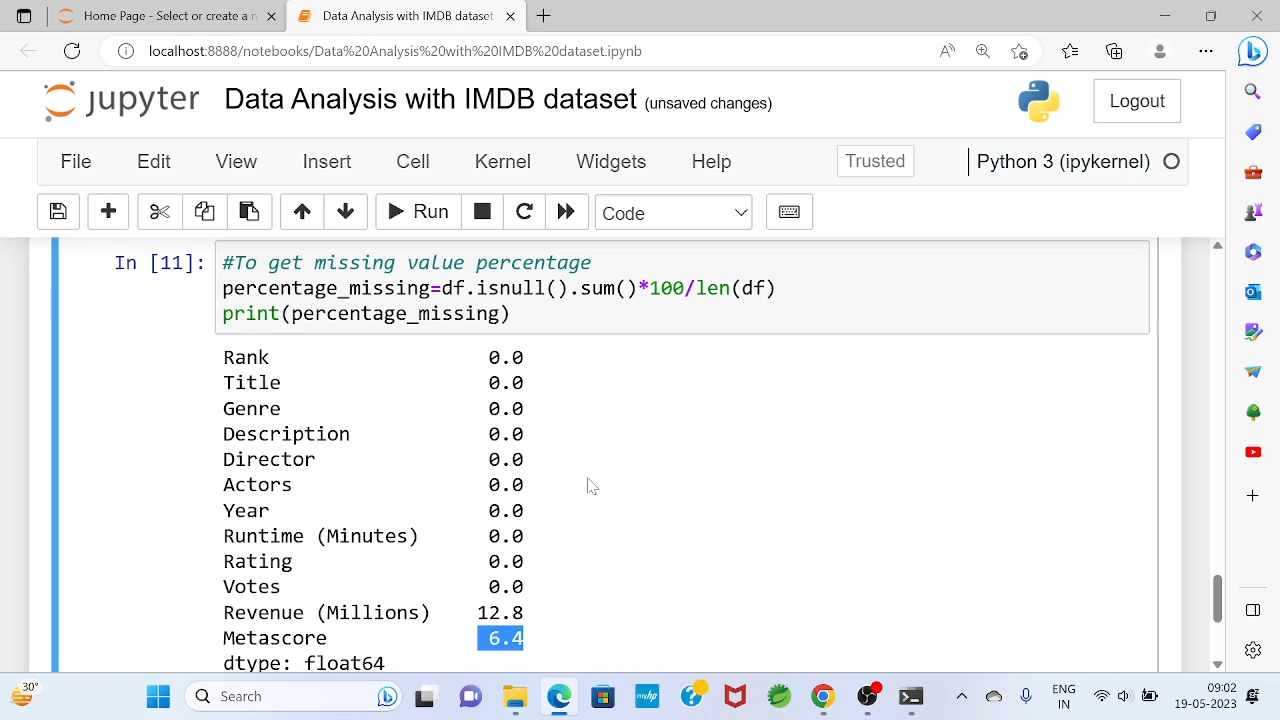 Home Page - Select or create a n
Data Analysis with IMDB dataset
localhost:8888/notebooks/Data%20Analysis%20with%20IMDB%20dataset.ipynb
jupyter Data Analysis with IMDB dataset (unsaved changes)
Logout
File Edit View Insert Cell Kernel Widgets Help
Trusted
Python 3 (ipykernel)
Run
Code
In [11]: #To get missing value percentage
percentage_missing=df.isnull().sum()*100/len(df)
print(percentage_missing)
Rank 0.0
Title 0.0
Genre 0.0
Description 0.0
Director 0.0
Actors 0.0
Year 0.0
Runtime (Minutes) 0.0
Rating 0.0
Votes 0.0
Revenue (Millions) 12.8
Metascore 6.4
dtype: float64
30°
Search
ENG
IN
09:02
19-05-2023